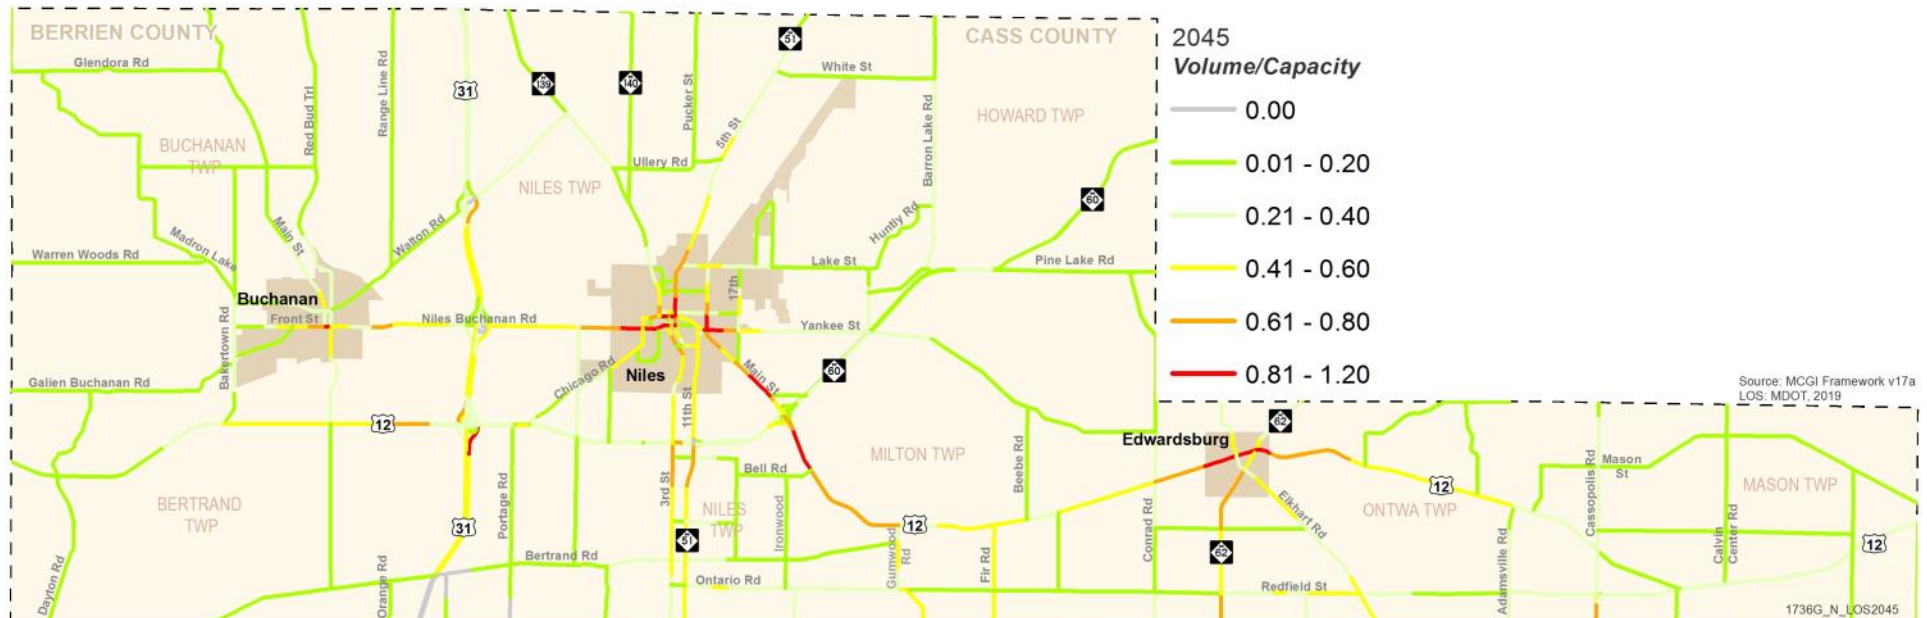 BERRIEN COUNTY
CASS COUNTY
Glendora Rd
Red Bud Trl
Range Line Rd
31
139
140
Pucker St
51
White St
5th St
Barron Lake Rd
HOWARD TWP
BUCHANAN
TWP
NILES TWP
Ullery Rd
60
Main St
Madron Lake
Walton Rd
Huntly Rd
Warren Woods Rd
Lake St
Pine Lake Rd
17th
Buchanan
Front St
Niles Buchanan Rd
Yankee St
Bakertown Rd
Galien Buchanan Rd
Chicago Rd
Niles
Main St
60
11th St
12
MILTON TWP
Edwardsburg
62
Bell Rd
Beebe Rd
Cassopolis Rd
Mason
St
MASON TWP
BERTRAND
TWP
31
Portage Rd
3rd St
NILES
TWP
Ironwood
12
Conrad Rd
Elkhart Rd
12
ONTWA TWP
Calvin
Center Rd
12
51
Bertrand Rd
Gumwood
Rd
Fir Rd
62
Adamsville Rd
Dayton Rd
Orange Rd
Ontario Rd
Redfield St
2045
Volume/Capacity
0.00
0.01 - 0.20
0.21 - 0.40
0.41 - 0.60
0.61 - 0.80
0.81 - 1.20
Source: MCGI Framework v17a
LOS: MDOT, 2019
1736G_N_LOS2045